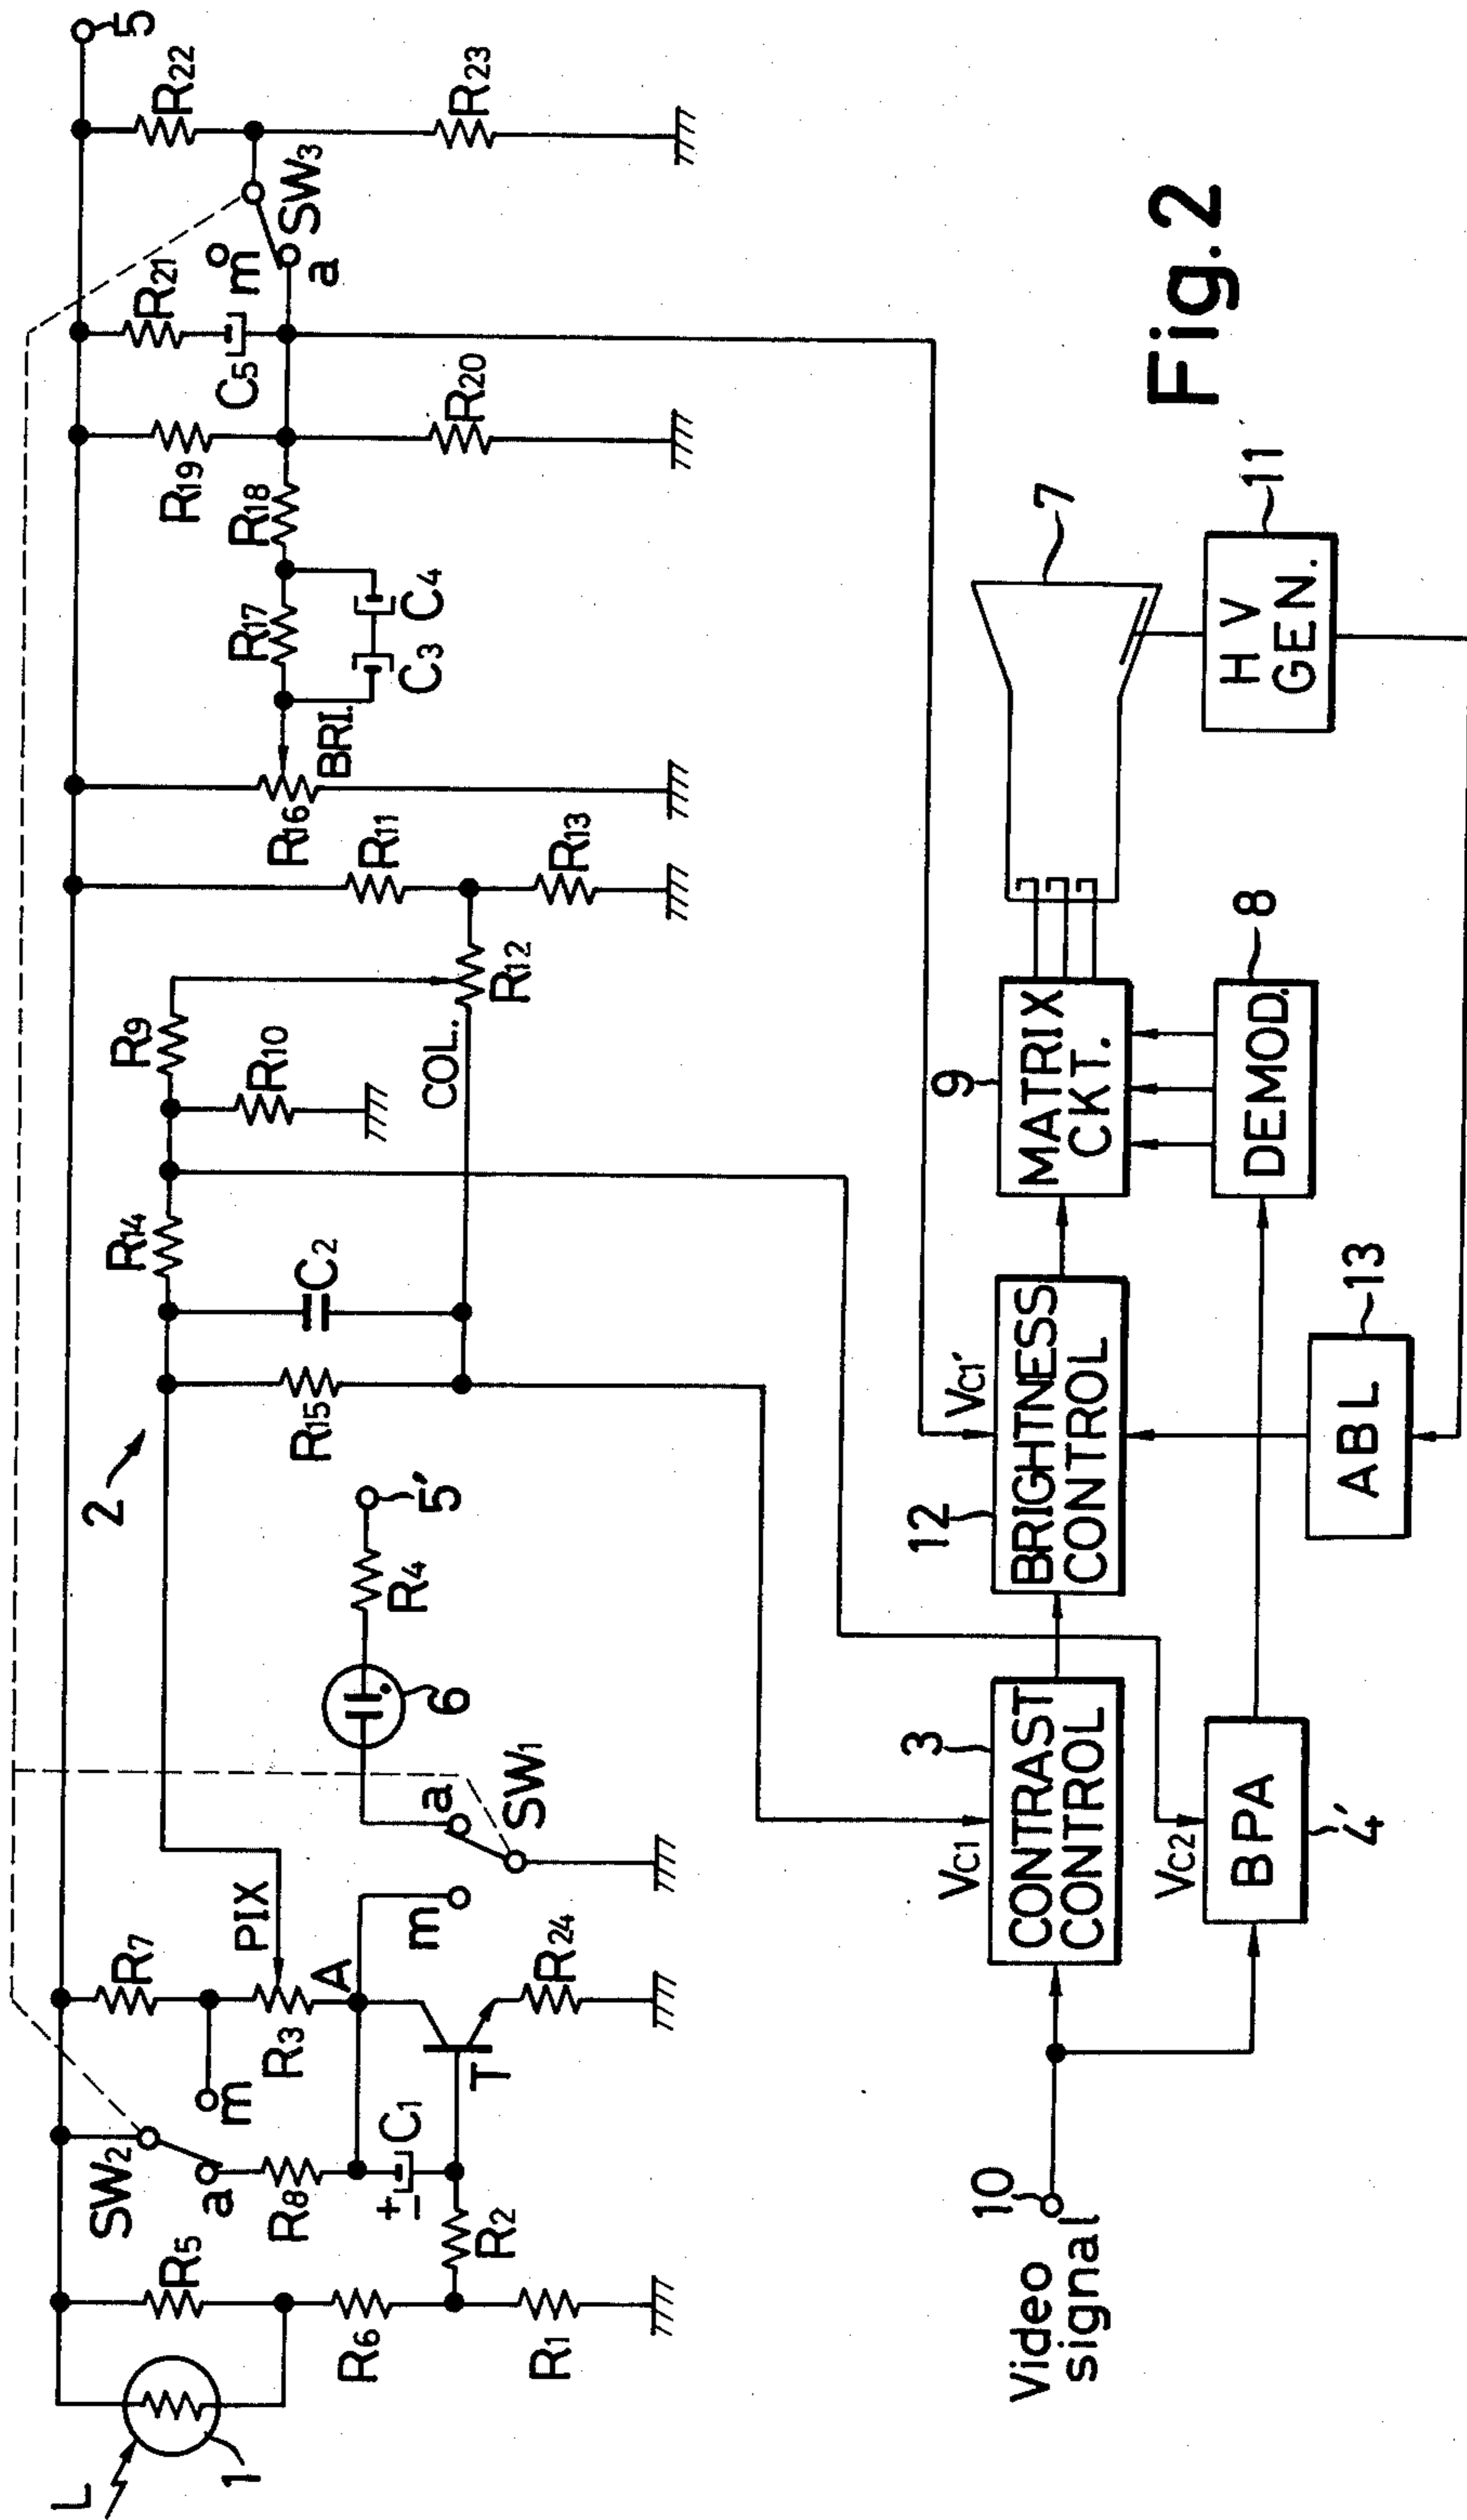 5
R22
R23
SW3
m
a
R21
C5
R19
R20
R18
R17
C4
C3
BRI.
R16
R11
R13
R12
COL.
R9
R10
R14
C2
R15
2
5'
R4
6
a
SW1
m
PIX
R7
A
R3
R24
T
m
SW2
a
R8
C1
+
−
R2
R5
R6
R1
L
1
Video
signal
10
3
VC1
CONTRAST
CONTROL
VC2
BPA
4'
12
VC1'
BRIGHTNESS
CONTROL
13
ABL
9
MATRIX
CKT.
8
DEMOD.
7
11
HV
GEN.
Fig. 2